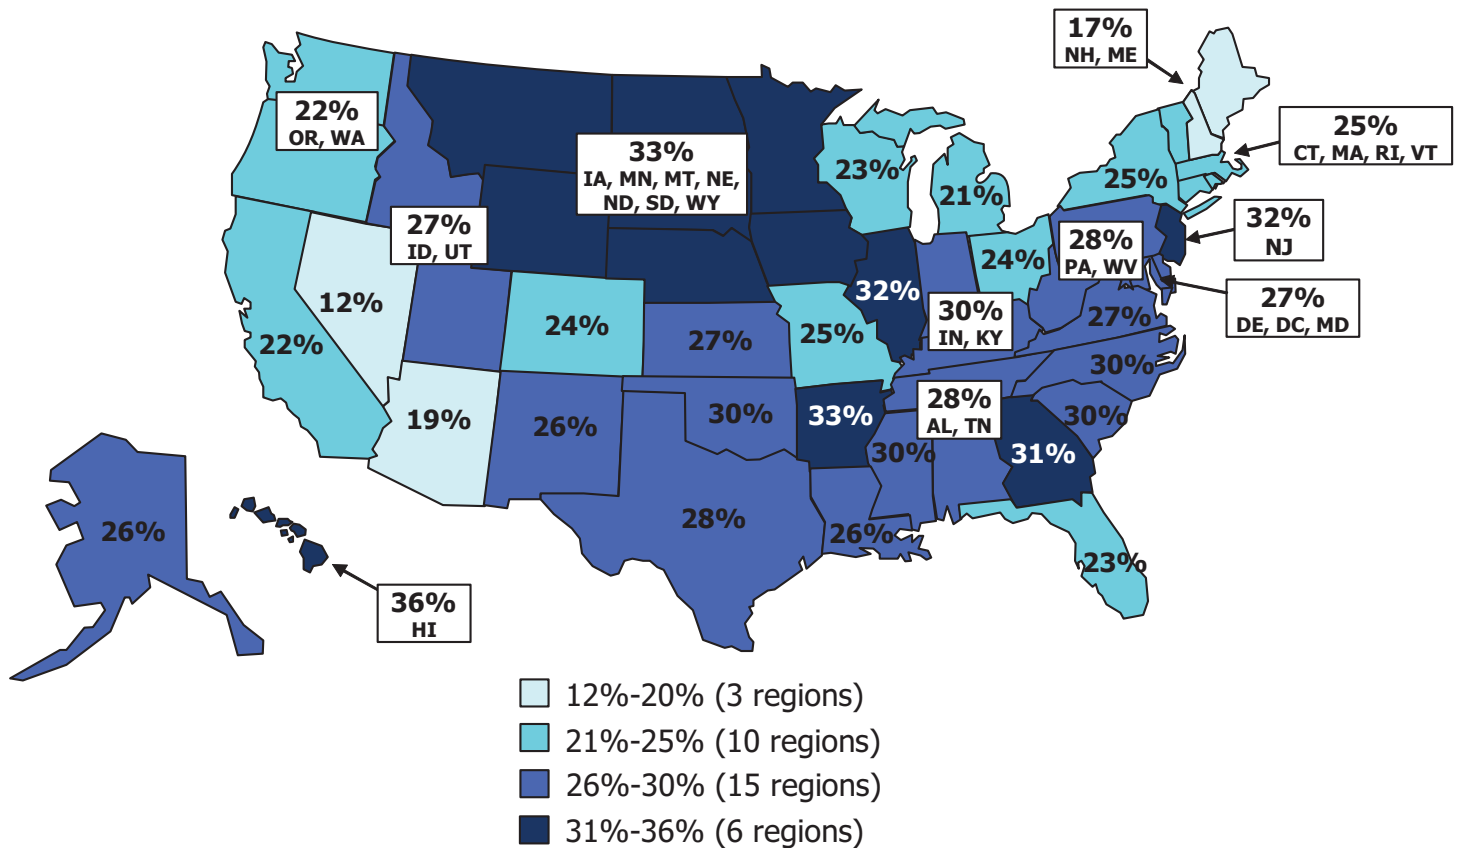 17%
NH, ME
22%
OR, WA
25%
CT, MA, RI, VT
33%
IA, MN, MT, NE,
ND, SD, WY
23%
21%
25%
27%
ID, UT
32%
NJ
28%
PA, WV
24%
12%
32%
27%
DE, DC, MD
30%
IN, KY
27%
24%
22%
27%
25%
30%
19%
26%
30%
33%
28%
AL, TN
30%
30%
31%
26%
28%
26%
23%
36%
HI
12%-20% (3 regions)
21%-25% (10 regions)
26%-30% (15 regions)
31%-36% (6 regions)